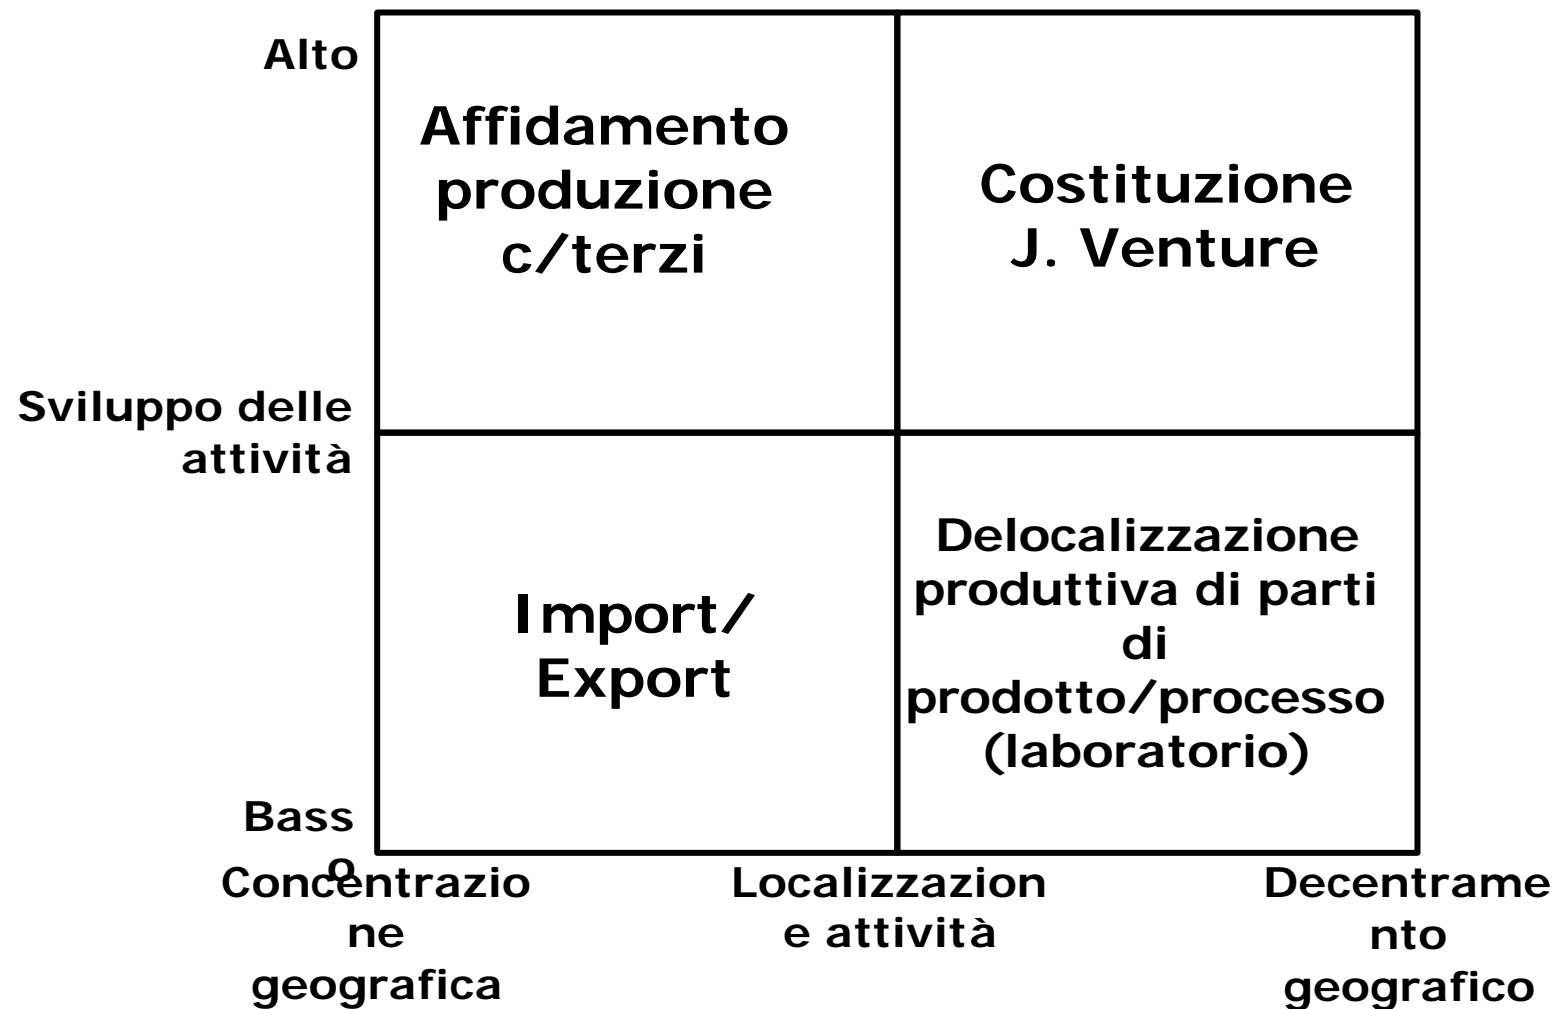 Alto
Affidamento
produzione
c/terzi
Costituzione
J. Venture
Sviluppo delle
attività
Import/
Export
Delocalizzazione
produttiva di parti
di
prodotto/processo
(laboratorio)
Bass
o
Concentrazio
ne
geografica
Localizzazion
e attività
Decentrame
nto
geografico